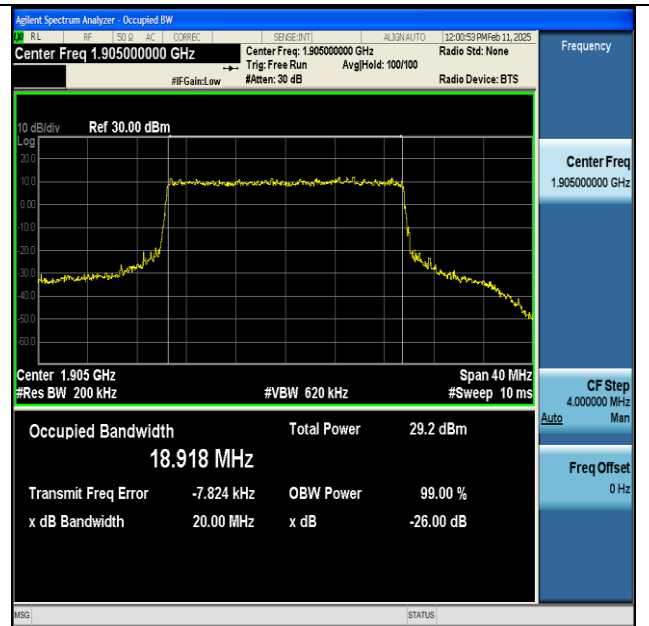 Agilent Spectrum Analyzer - Occupied BW
LXI RL RF 50 Ω AC CORREC SENSE:INT ALIGN AUTO 12:00:53 PM Feb 11, 2025
Center Freq 1.905000000 GHz
Center Freq: 1.905000000 GHz
Radio Std: None
Trig: Free Run Avg|Hold: 100/100
#IFGain:Low
#Atten: 30 dB
Radio Device: BTS
10 dB/div Ref 30.00 dBm
Log
20.0
10.0
0.00
-10.0
-20.0
-30.0
-40.0
-50.0
-60.0
Center 1.905 GHz Span 40 MHz
#Res BW 200 kHz #VBW 620 kHz #Sweep 10 ms
Occupied Bandwidth Total Power 29.2 dBm
18.918 MHz
Transmit Freq Error -7.824 kHz OBW Power 99.00 %
x dB Bandwidth 20.00 MHz x dB -26.00 dB
Frequency
Center Freq
1.905000000 GHz
CF Step
4.000000 MHz
Auto Man
Freq Offset
0 Hz
MSG STATUS